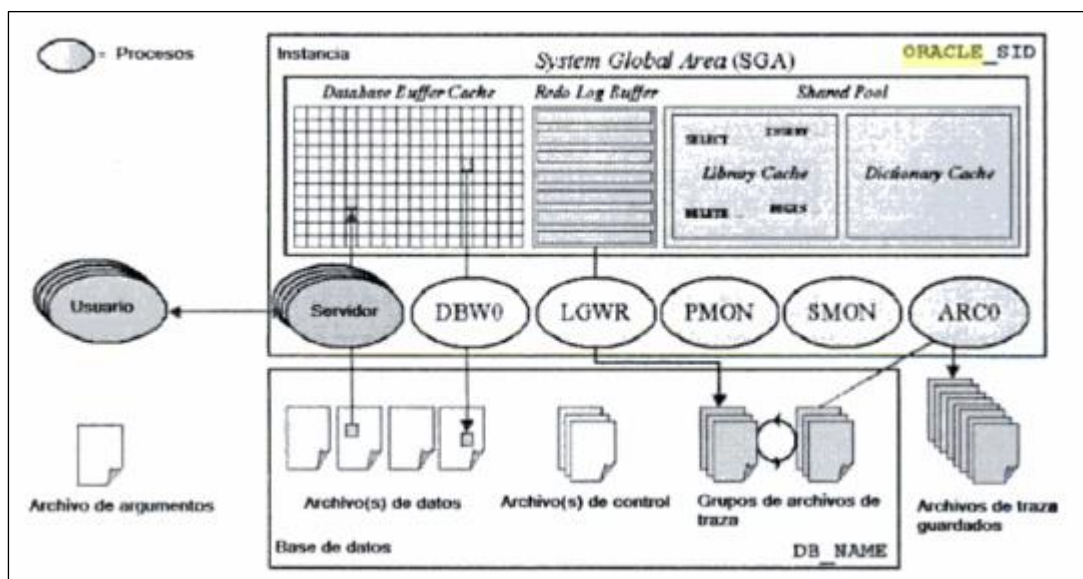 = Procesos
Instancia
System Global Area (SGA)
ORACLE_SID
Database Buffer Cache
Redo Log Buffer
Shared Pool
SELECT
INSERT
Library Cache
DELETE ...
Dictionary Cache
Usuario
Servidor
DBW0
LGWR
PMON
SMON
ARC0
Archivo de argumentos
Archivo(s) de datos
Archivo(s) de control
Grupos de archivos de
traza
Archivos de traza
guardados
Base de datos
DB_NAME